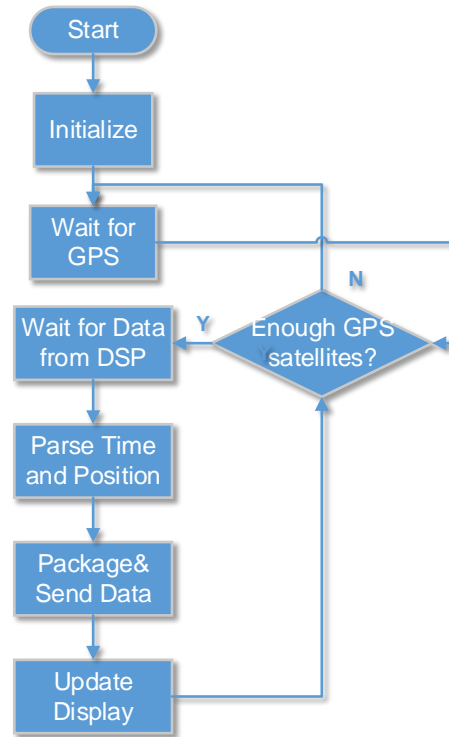 Start
Initialize
Wait for
GPS
N
Y
Enough GPS
satellites?
Y
Wait for Data
from DSP
Parse Time
and Position
Package&
Send Data
Update
Display